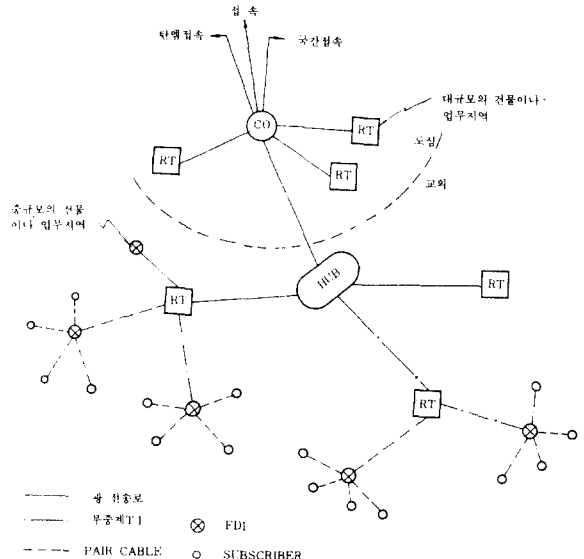 접 속
탄뎀접속
국간접속
CO
RT
대규모의 건물이나
업무지역
RT
RT
도심
교외
중규모의 건물
이나 업무지역
HUB
RT
RT
RT
광 전송로
무중계T1
FDI
PAIR CABLE
SUBSCRIBER